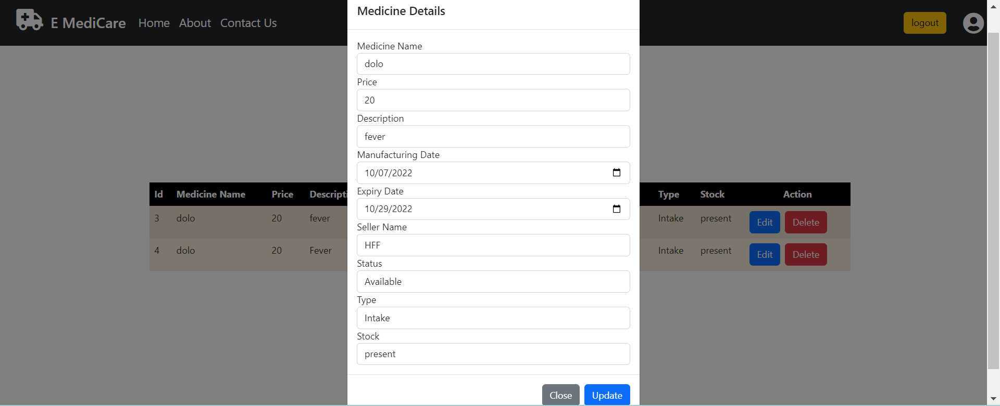 E MediCare Home About Contact Us logout
Medicine Details
Medicine Name
dolo
Price
20
Description
fever
Manufacturing Date
10/07/2022
Expiry Date
10/29/2022
Seller Name
HFF
Status
Available
Type
Intake
Stock
present
Close Update
Id Medicine Name Price Descripti Type Stock Action
3 dolo 20 fever Intake present Edit Delete
4 dolo 20 Fever Intake present Edit Delete